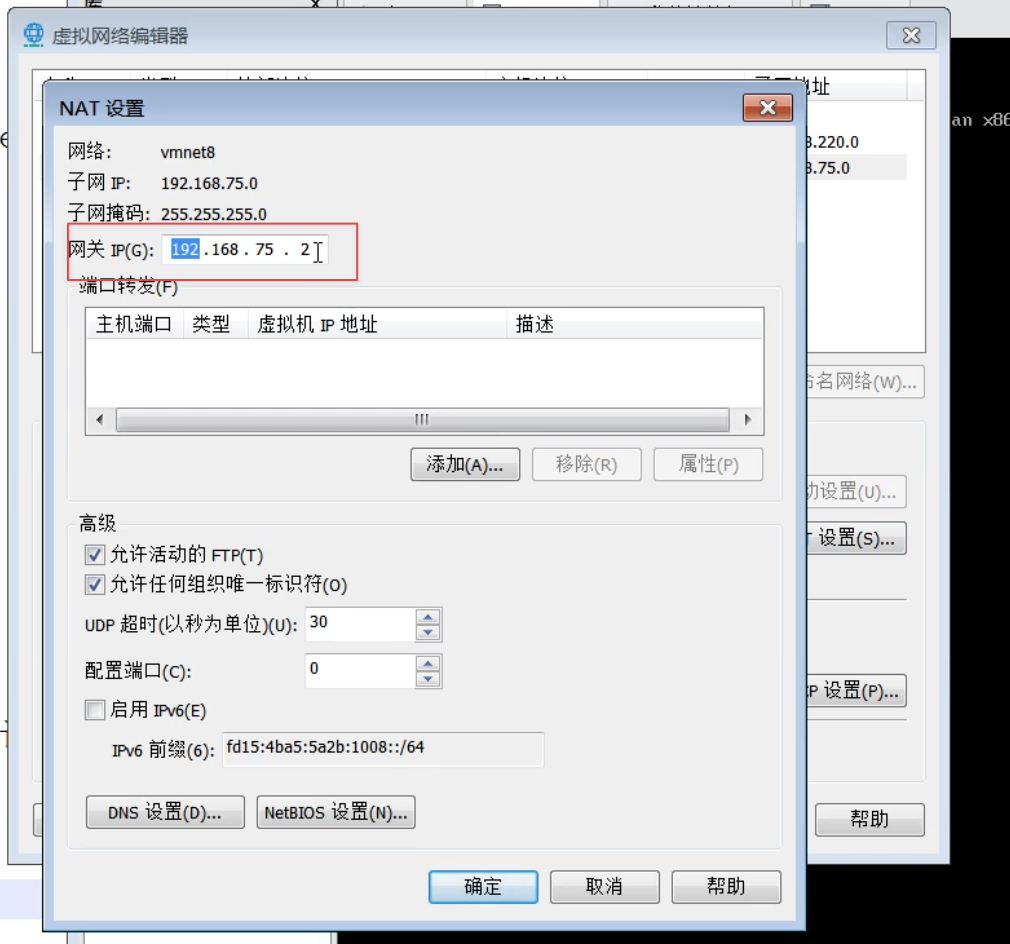 虚拟网络编辑器
NAT 设置
网络: vmnet8
子网 IP: 192.168.75.0
子网掩码: 255.255.255.0
网关 IP(G): 192 . 168 . 75 . 2
端口转发(F)
主机端口 类型 虚拟机 IP 地址 描述
添加(A)... 移除(R) 属性(P)
高级
允许活动的 FTP(T)
允许任何组织唯一标识符(O)
UDP 超时(以秒为单位)(U): 30
配置端口(C): 0
启用 IPv6(E)
IPv6 前缀(6): fd15:4ba5:5a2b:1008::/64
DNS 设置(D)... NetBIOS 设置(N)...
确定 取消 帮助
地址
.220.0
.75.0
名网络(W)...
设置(U)...
设置(S)...
P 设置(P)...
帮助
an x86